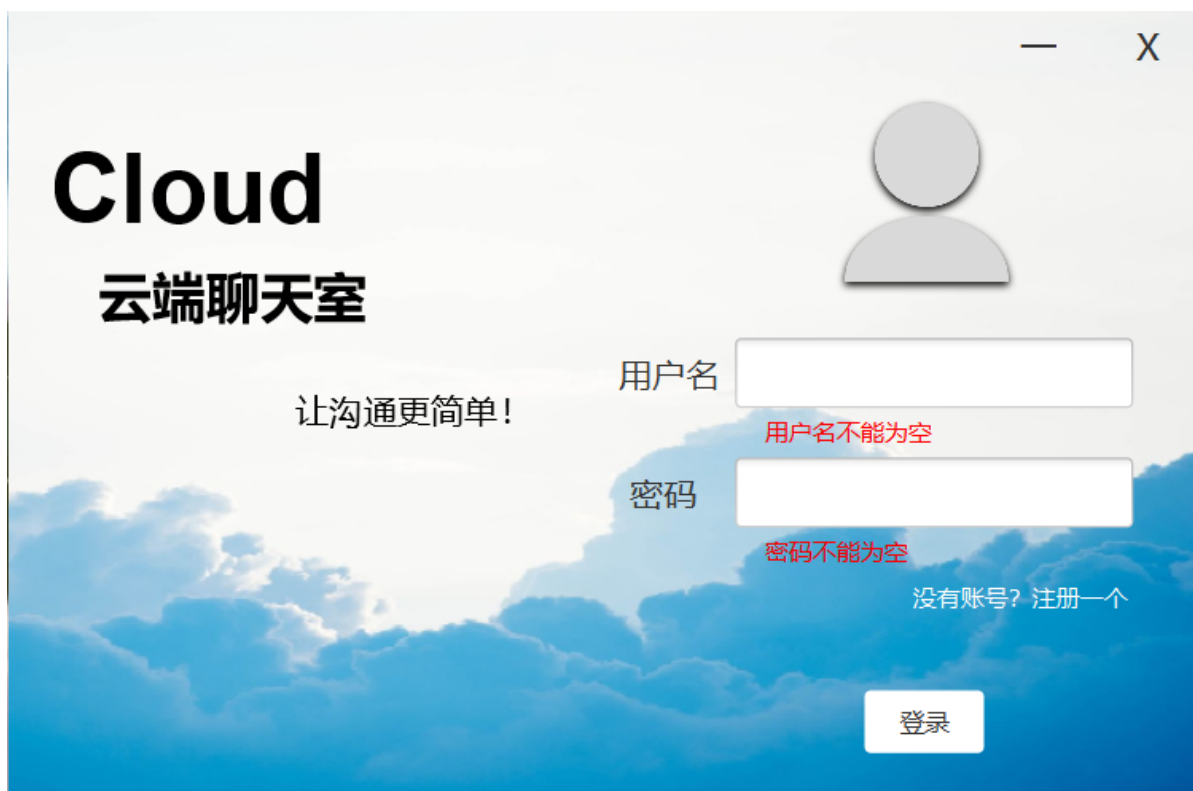 — X
Cloud
云端聊天室
让沟通更简单！
用户名
用户名不能为空
密码
密码不能为空
没有账号？注册一个
登录